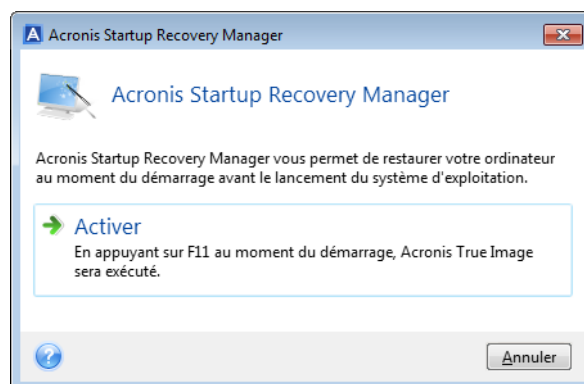 Acronis Startup Recovery Manager
Acronis Startup Recovery Manager
Acronis Startup Recovery Manager vous permet de restaurer votre ordinateur
au moment du démarrage avant le lancement du système d'exploitation.
Activer
En appuyant sur F11 au moment du démarrage, Acronis True Image
sera exécuté.
Annuler